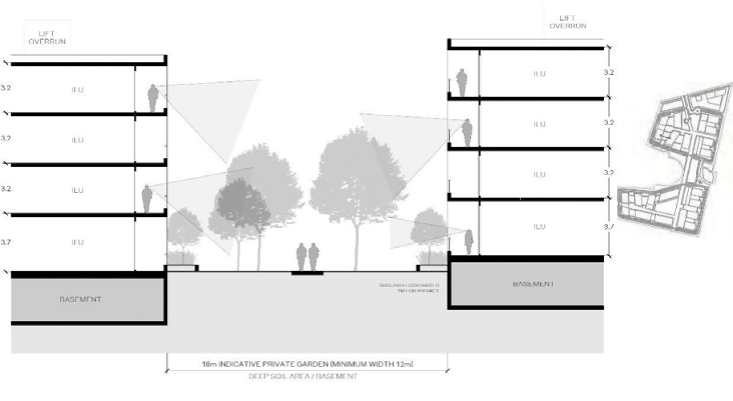 LIFT
OVERRUN
LIFT
OVERRUN
3.2
ILU
ILU
3.2
3.2
ILU
ILU
3.2
3.2
ILU
ILU
3.2
3.7
ILU
ILU
3.7
BASEMENT
BASEMENT
18m INDICATIVE PRIVATE GARDEN (MINIMUM WIDTH 12m)
DEEP SOIL AREA / BASEMENT